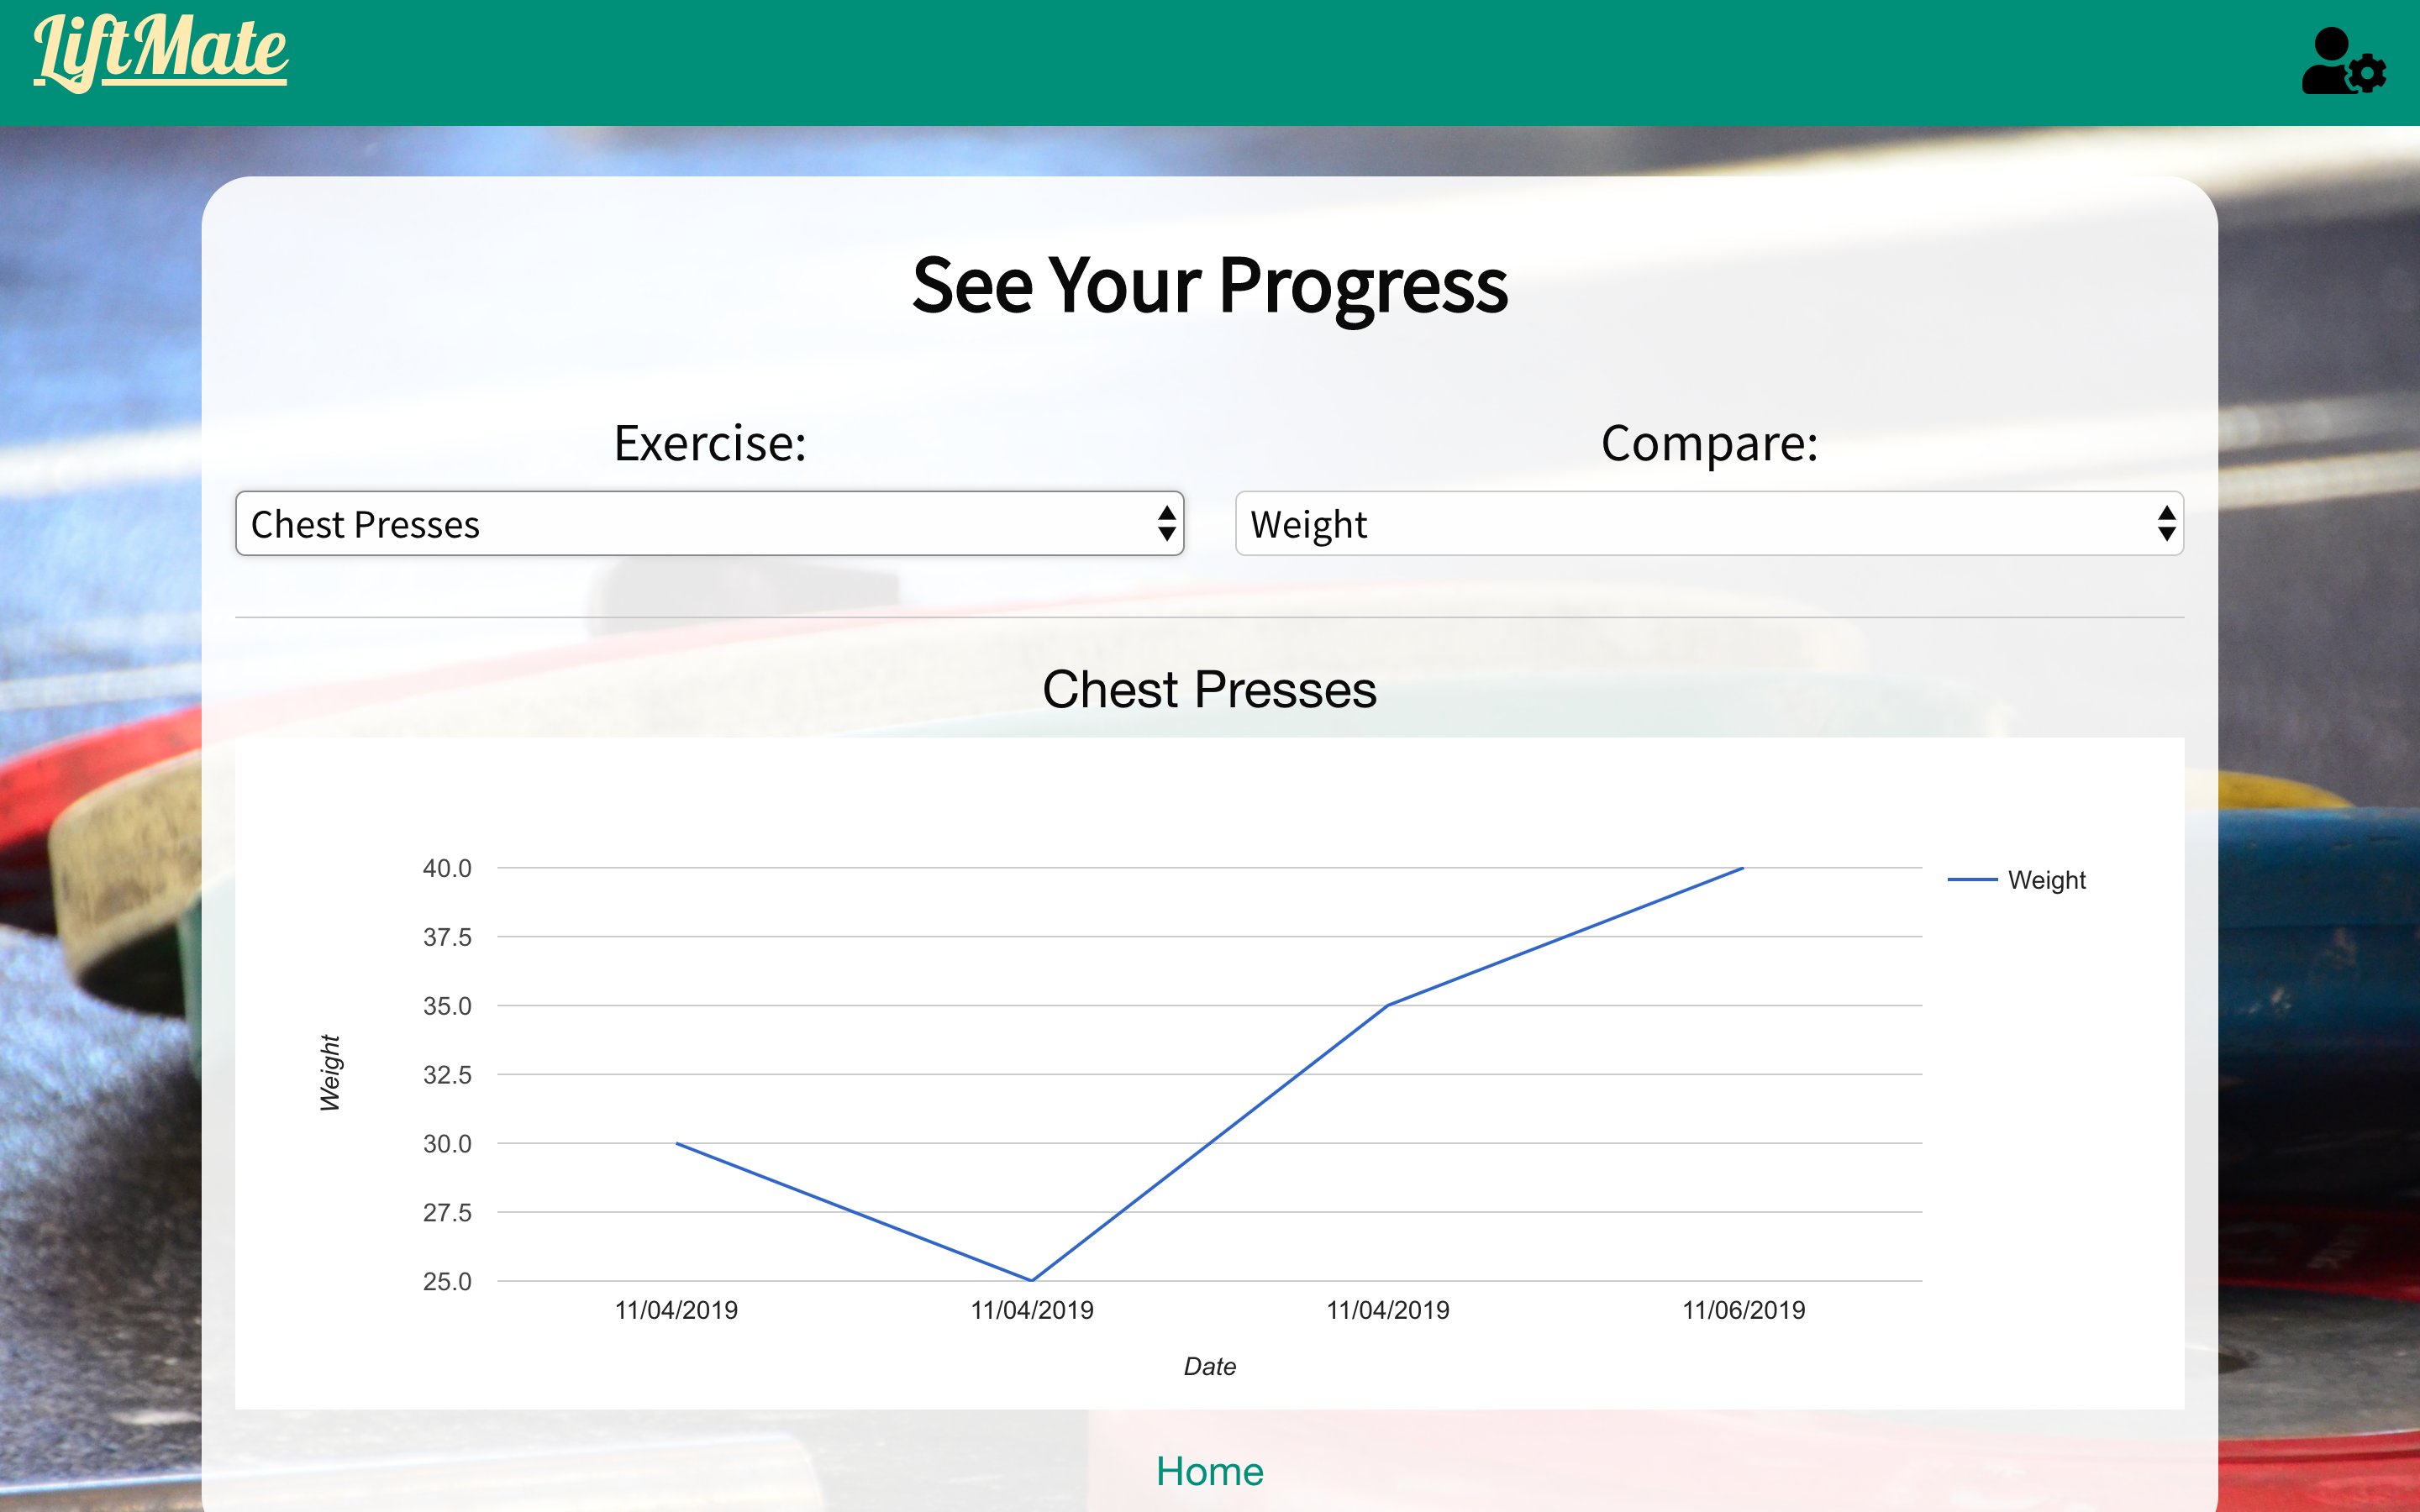 LiftMate
See Your Progress
Exercise:
Compare:
Chest Presses
Weight
Chest Presses
40.0
37.5
35.0
32.5
30.0
27.5
25.0
Weight
Weight
11/04/2019
11/04/2019
11/04/2019
11/06/2019
Date
Home